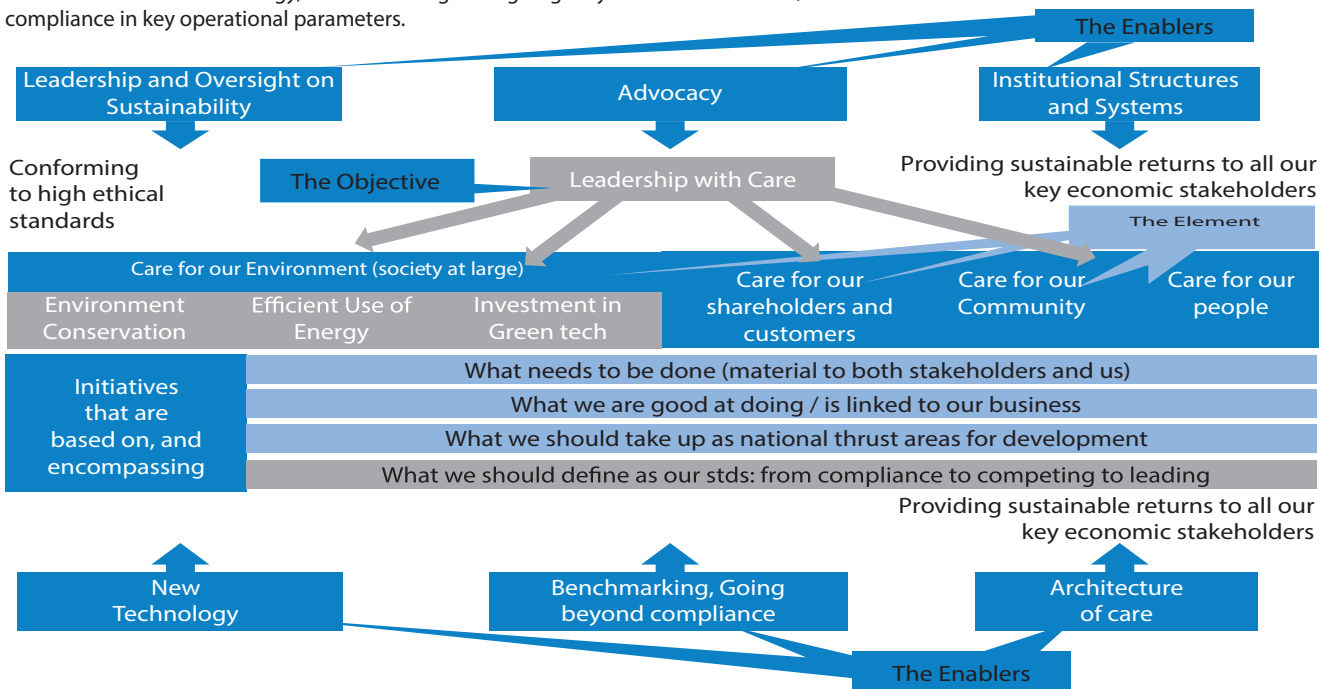 compliance in key operational parameters.
The Enablers
Leadership and Oversight on
Sustainability
Advocacy
Institutional Structures
and Systems
Conforming
to high ethical
standards
The Objective
Leadership with Care
Providing sustainable returns to all our
key economic stakeholders
The Element
Care for our Environment (society at large)
Environment
Conservation
Efficient Use of
Energy
Investment in
Green tech
Care for our
shareholders and
customers
Care for our
Community
Care for our
people
Initiatives
that are
based on, and
encompassing
What needs to be done (material to both stakeholders and us)
What we are good at doing / is linked to our business
What we should take up as national thrust areas for development
What we should define as our stds: from compliance to competing to leading
Providing sustainable returns to all our
key economic stakeholders
New
Technology
Benchmarking, Going
beyond compliance
Architecture
of care
The Enablers